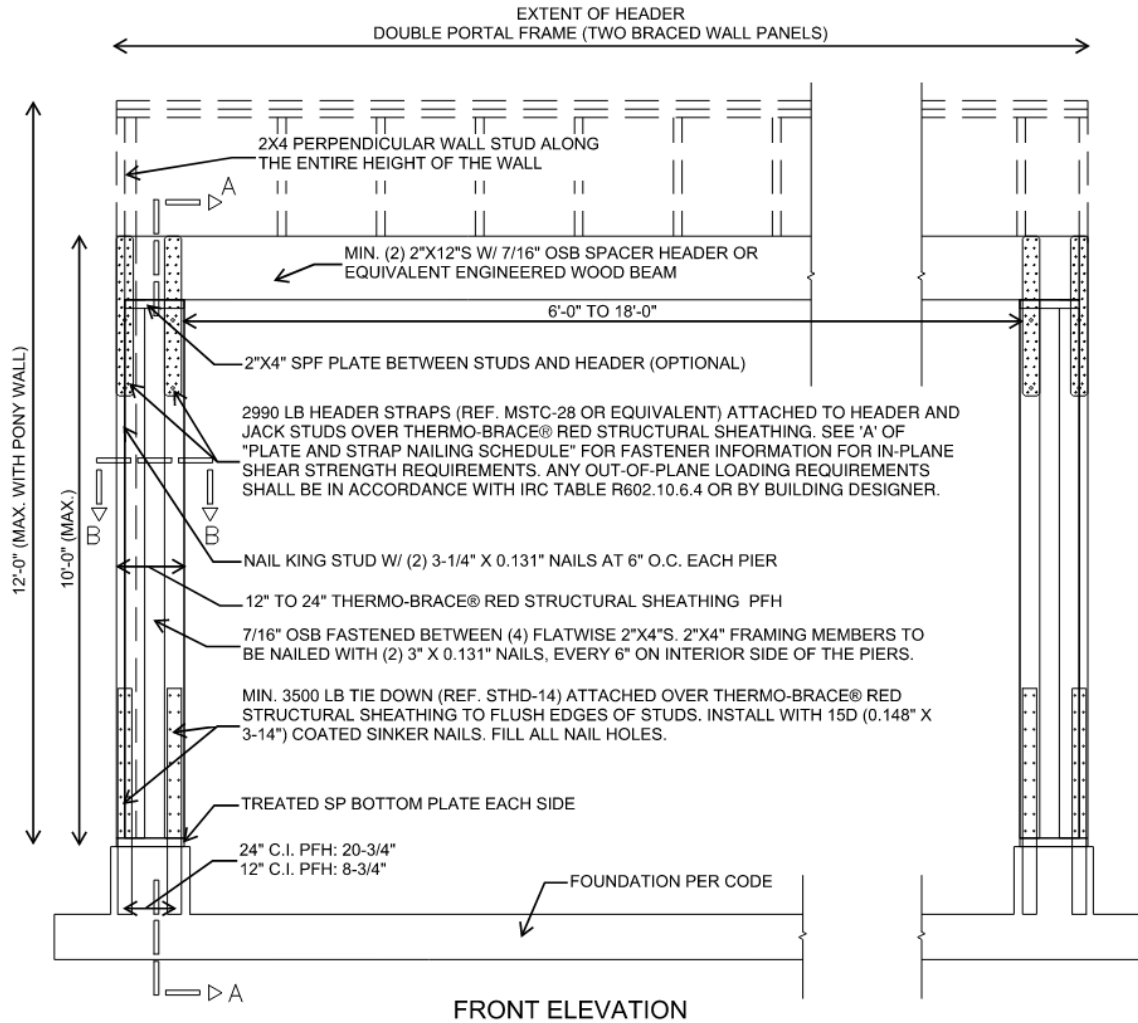 EXTENT OF HEADER
DOUBLE PORTAL FRAME (TWO BRACED WALL PANELS)
2X4 PERPENDICULAR WALL STUD ALONG
THE ENTIRE HEIGHT OF THE WALL
A
MIN. (2) 2"X12"S W/ 7/16" OSB SPACER HEADER OR
EQUIVALENT ENGINEERED WOOD BEAM
6'-0" TO 18'-0"
2"X4" SPF PLATE BETWEEN STUDS AND HEADER (OPTIONAL)
12'-0" (MAX. WITH PONY WALL)
10'-0" (MAX.)
2990 LB HEADER STRAPS (REF. MSTC-28 OR EQUIVALENT) ATTACHED TO HEADER AND
JACK STUDS OVER THERMO-BRACE® RED STRUCTURAL SHEATHING. SEE 'A' OF
"PLATE AND STRAP NAILING SCHEDULE" FOR FASTENER INFORMATION FOR IN-PLANE
SHEAR STRENGTH REQUIREMENTS. ANY OUT-OF-PLANE LOADING REQUIREMENTS
SHALL BE IN ACCORDANCE WITH IRC TABLE R602.10.6.4 OR BY BUILDING DESIGNER.
B B
NAIL KING STUD W/ (2) 3-1/4" X 0.131" NAILS AT 6" O.C. EACH PIER
12" TO 24" THERMO-BRACE® RED STRUCTURAL SHEATHING PFH
7/16" OSB FASTENED BETWEEN (4) FLATWISE 2"X4"S. 2"X4" FRAMING MEMBERS TO
BE NAILED WITH (2) 3" X 0.131" NAILS, EVERY 6" ON INTERIOR SIDE OF THE PIERS.
MIN. 3500 LB TIE DOWN (REF. STHD-14) ATTACHED OVER THERMO-BRACE® RED
STRUCTURAL SHEATHING TO FLUSH EDGES OF STUDS. INSTALL WITH 15D (0.148" X
3-14") COATED SINKER NAILS. FILL ALL NAIL HOLES.
TREATED SP BOTTOM PLATE EACH SIDE
24" C.I. PFH: 20-3/4"
12" C.I. PFH: 8-3/4"
FOUNDATION PER CODE
A
FRONT ELEVATION